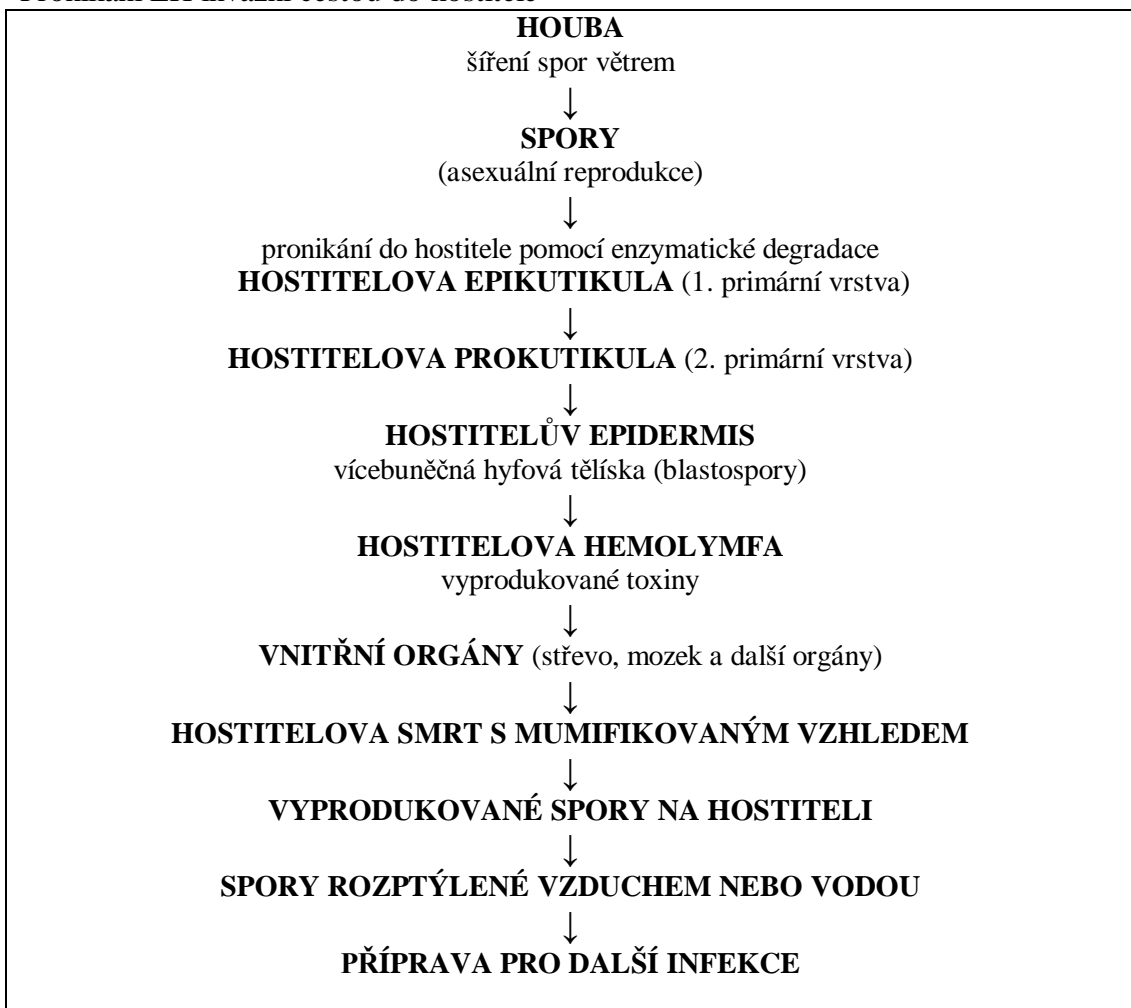 HOUBA
šíření spor větrem
↓
SPORY
(asexuální reprodukce)
↓
pronikání do hostitele pomocí enzymatické degradace
HOSTITELOVA EPIKUTIKULA (1. primární vrstva)
↓
HOSTITELOVA PROKUTIKULA (2. primární vrstva)
↓
HOSTITELŮV EPIDERMIS
vícebuněčná hyfová tělíska (blastospory)
↓
HOSTITELOVA HEMOLYMFA
vyprodukované toxiny
↓
VNITŘNÍ ORGÁNY (střevo, mozek a další orgány)
↓
HOSTITELOVA SMRT S MUMIFIKOVANÝM VZHLEDEM
↓
VYPRODUKOVANÉ SPORY NA HOSTITELI
↓
SPORY ROZPTÝLENÉ VZDUCHEM NEBO VODOU
↓
PŘÍPRAVA PRO DALŠÍ INFEKCE